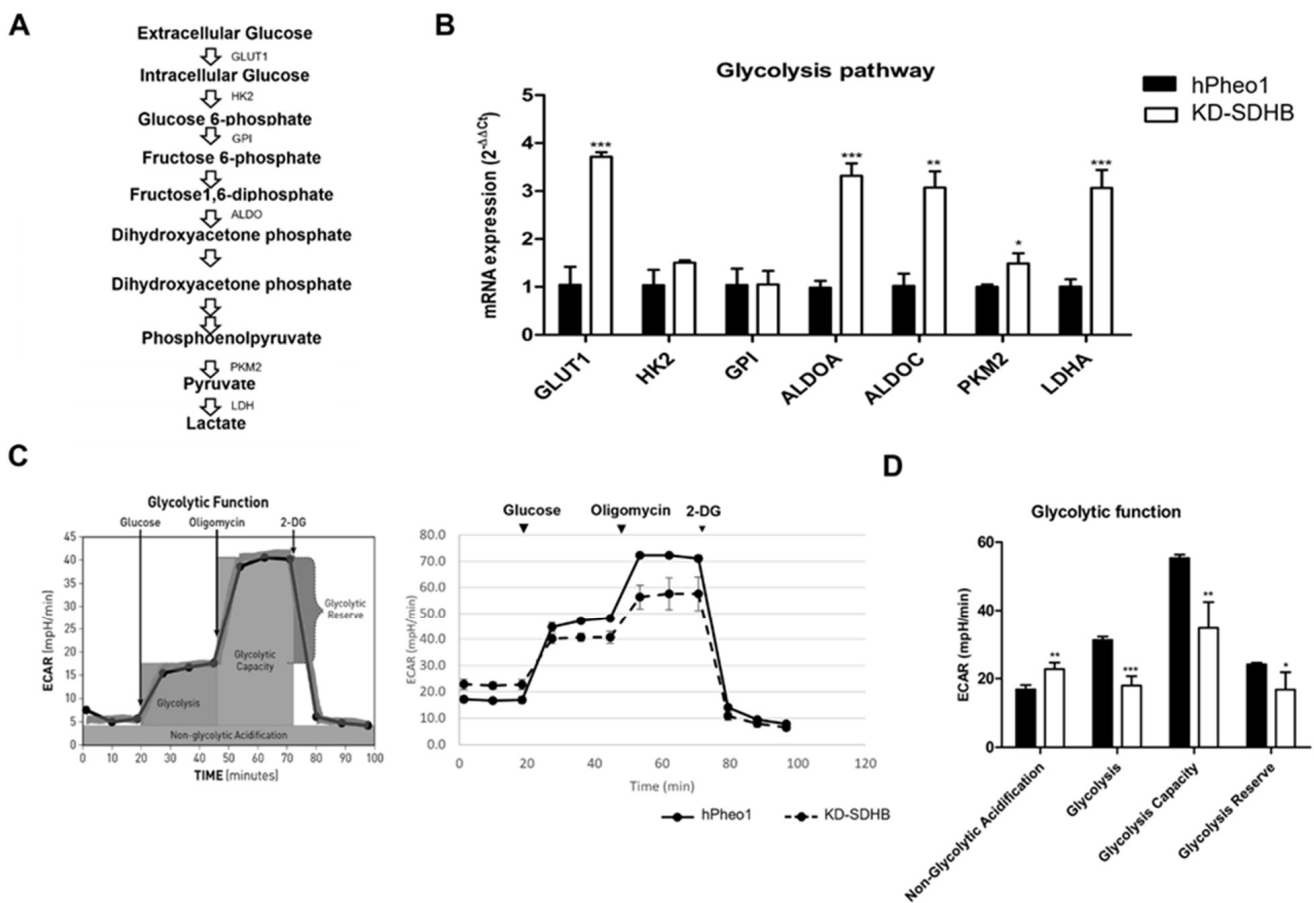 A
Extracellular Glucose
GLUT1
Intracellular Glucose
HK2
Glucose 6-phosphate
GPI
Fructose 6-phosphate
Fructose1,6-diphosphate
ALDO
Dihydroxyacetone phosphate
Dihydroxyacetone phosphate
Phosphoenolpyruvate
PKM2
Pyruvate
LDH
Lactate
B
Glycolysis pathway
hPheo1
KD-SDHB
mRNA expression (2-ΔΔCt)
5
4
3
2
1
0
***
***
**
*
***
GLUT1
HK2
GPI
ALDOA
ALDOC
PKM2
LDHA
C
Glycolytic Function
Glucose
Oligomycin
2-DG
ECAR (mpH/min)
45
40
35
30
25
20
15
10
5
0
Glycolytic
Reserve
Glycolytic
Capacity
Glycolysis
Non-glycolytic Acidification
0 10 20 30 40 50 60 70 80 90 100
TIME (minutes)
Glucose
Oligomycin
2-DG
ECAR (mpH/min)
80.0
70.0
60.0
50.0
40.0
30.0
20.0
10.0
0.0
0 20 40 60 80 100 120
Time (min)
hPheo1
KD-SDHB
D
Glycolytic function
ECAR (mpH/min)
60
40
20
0
**
***
**
*
Non-Glycolytic Acidification
Glycolysis
Glycolysis Capacity
Glycolysis Reserve